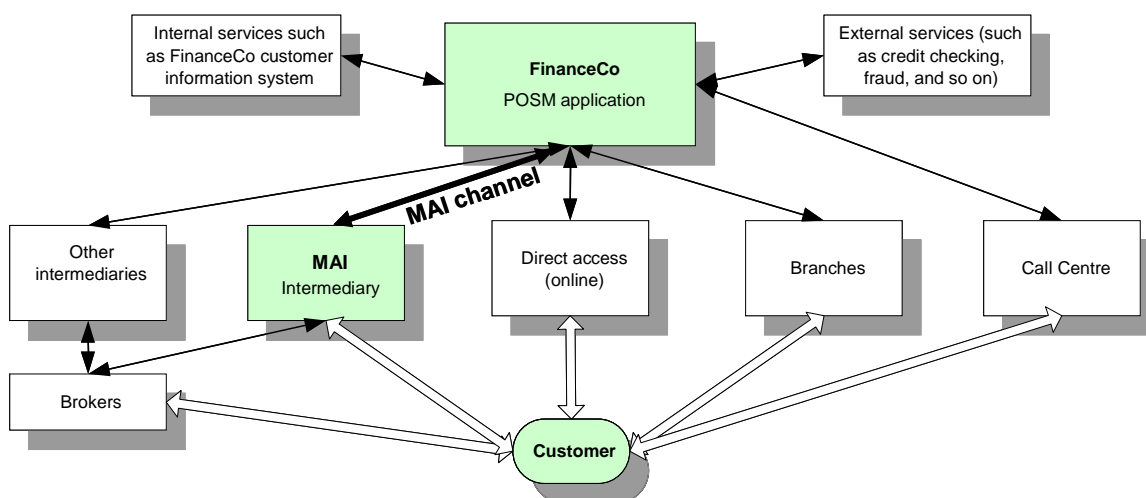 Internal services such
as FinanceCo customer
information system
FinanceCo
POSM application
External services (such
as credit checking,
fraud, and so on)
MAI channel
Other
intermediaries
MAI
Intermediary
Direct access
(online)
Branches
Call Centre
Brokers
Customer